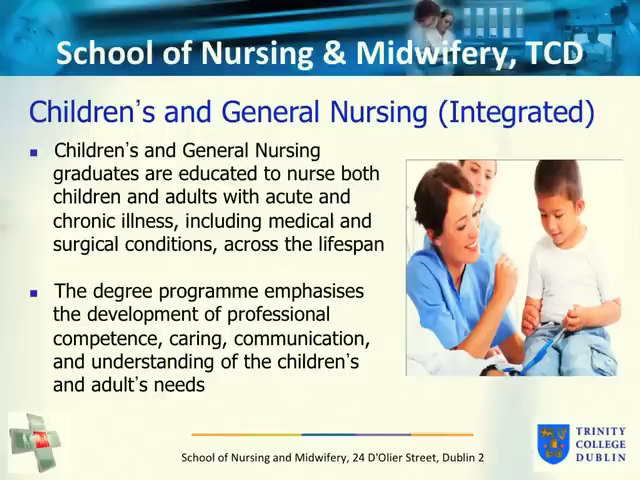 School of Nursing & Midwifery, TCD
Children’s and General Nursing (Integrated)
Children’s and General Nursing
graduates are educated to nurse both
children and adults with acute and
chronic illness, including medical and
surgical conditions, across the lifespan
The degree programme emphasises
the development of professional
competence, caring, communication,
and understanding of the children’s
and adult’s needs
School of Nursing and Midwifery, 24 D'Olier Street, Dublin 2
TRINITY
COLLEGE
DUBLIN